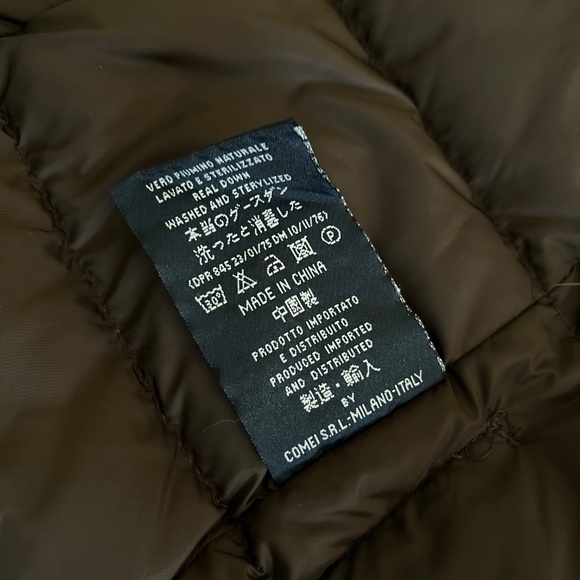 VERO PIUMINO NATURALE
LAVATO E STERILIZZATO
REAL DOWN
WASHED AND STERYLIZED
本当のグースダン
洗ったと消毒した
(DPR 845 23/01/75 DM 10/11/76)
30° P
MADE IN CHINA
中國製
PRODOTTO IMPORTATO
E DISTRIBUITO
PRODUCED IMPORTED
AND DISTRIBUTED
製造・輸入
BY
COMEI S.R.L.-MILANO-ITALY